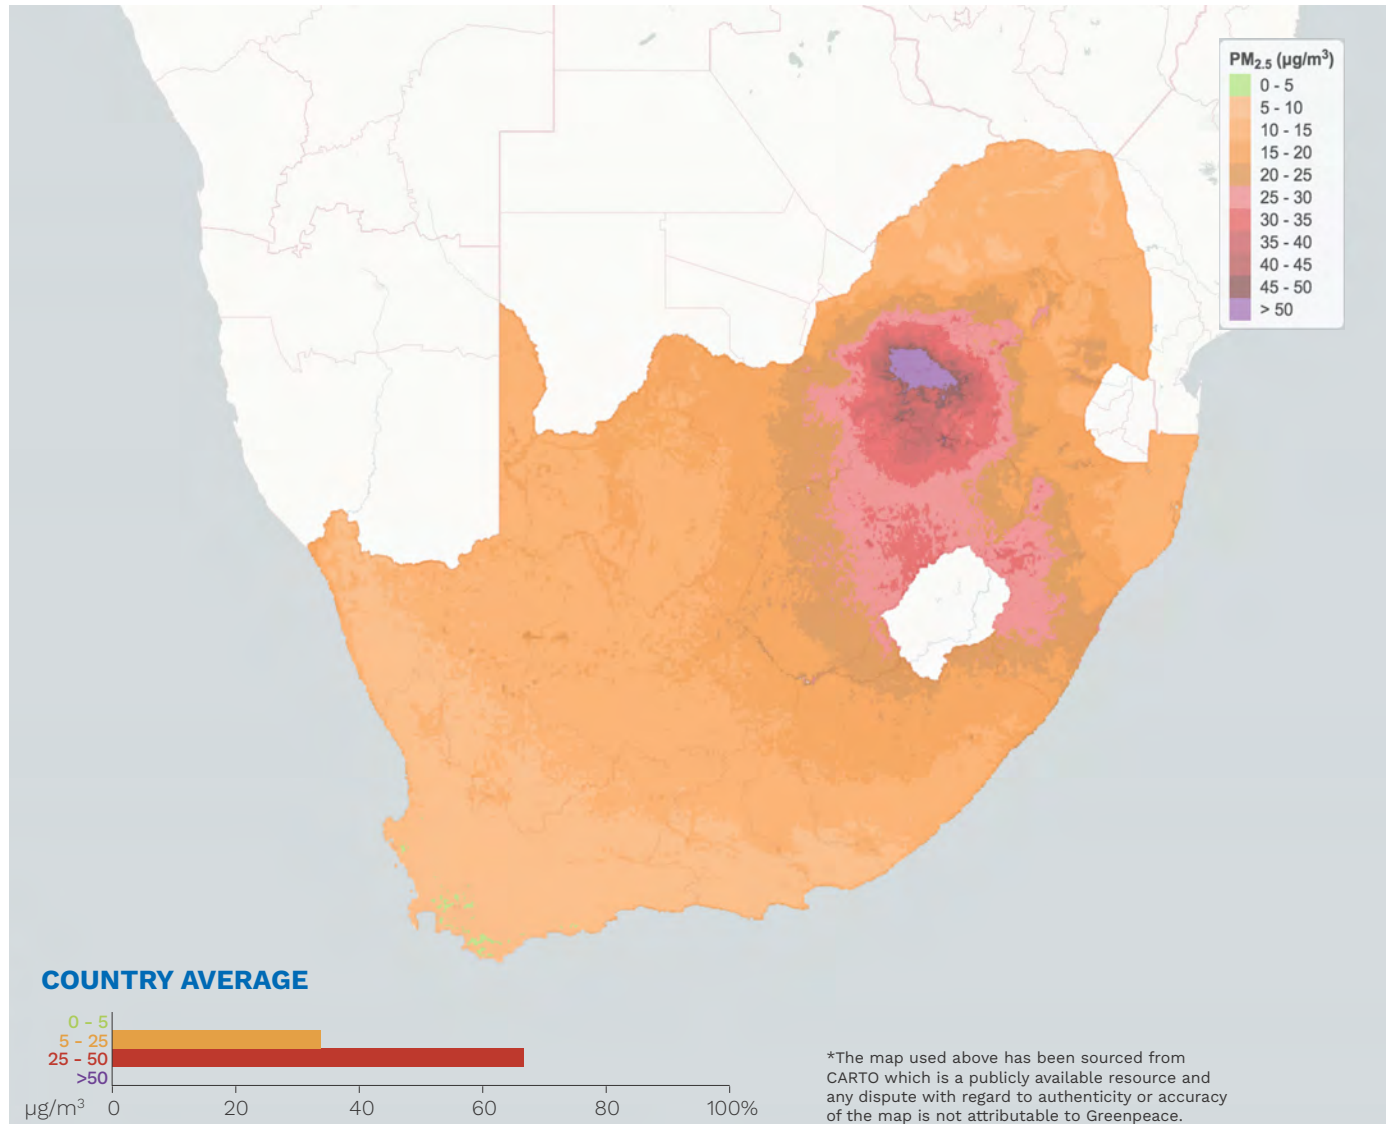 PM2.5 (µg/m³)
0 - 5
5 - 10
10 - 15
15 - 20
20 - 25
25 - 30
30 - 35
35 - 40
40 - 45
45 - 50
> 50
COUNTRY AVERAGE
0 - 5
5 - 25
25 - 50
>50
µg/m³ 0 20 40 60 80 100%
*The map used above has been sourced from
CARTO which is a publicly available resource and
any dispute with regard to authenticity or accuracy
of the map is not attributable to Greenpeace.